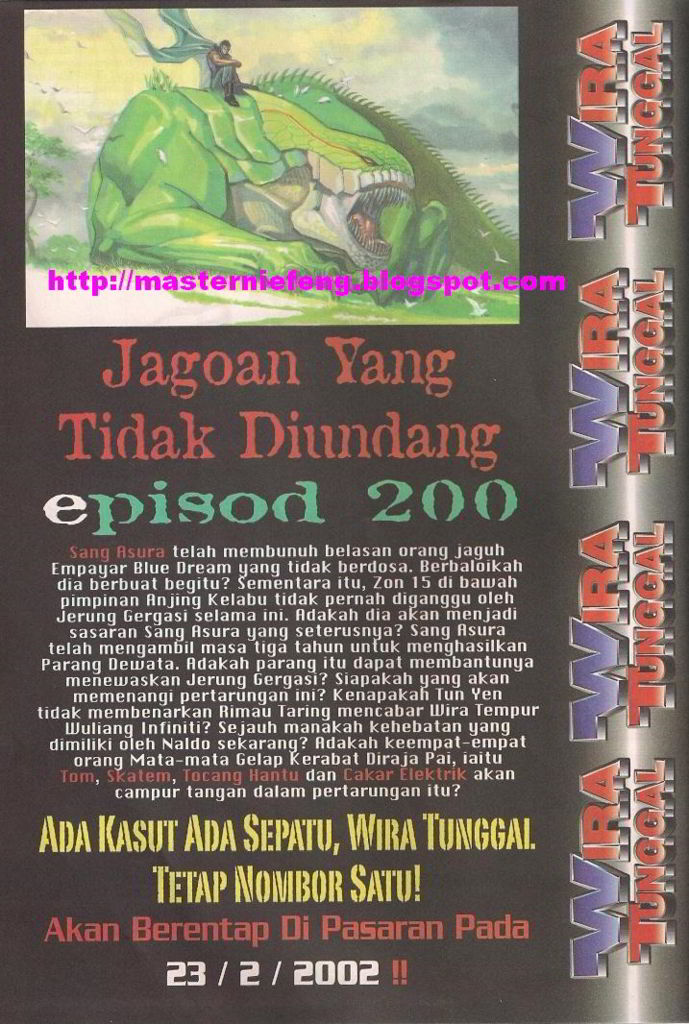 http://masterniefeng.blogspot.com
Jagoan Yang
Tidak Diundang
episod 200
Sang Asura telah membunuh belasan orang jaguh
Empayar Blue Dream yang tidak berdosa. Berbaloikah
dia berbuat begitu? Sementara itu, Zon 15 di bawah
pimpinan Anjing Kelabu tidak pernah diganggu oleh
Jerung Gergasi selama ini. Adakah dia akan menjadi
sasaran Sang Asura yang seterusnya? Sang Asura
telah mengambil masa tiga tahun untuk menghasilkan
Parang Dewata. Adakah parang itu dapat membantunya
menewaskan Jerung Gergasi? Siapakah yang akan
memenangi pertarungan ini? Kenapakah Tun Yen
tidak membenarkan Rimau Taring mencabar Wira Tempur
Wuliang Infiniti? Sejauh manakah kehebatan yang
dimiliki oleh Naldo sekarang? Adakah keempat-empat
orang Mata-mata Gelap Kerabat Diraja Pai, iaitu
Tom, Skatem, Tocang Hantu dan Cakar Elektrik akan
campur tangan dalam pertarungan itu?
Ada Kasut Ada Sepatu, Wira Tunggal
Tetap Nombor Satu!
Akan Berentap Di Pasaran Pada
23 / 2 / 2002 !!
Wira
Tunggal
Wira
Tunggal
Wira
Tunggal
Wira
Tunggal